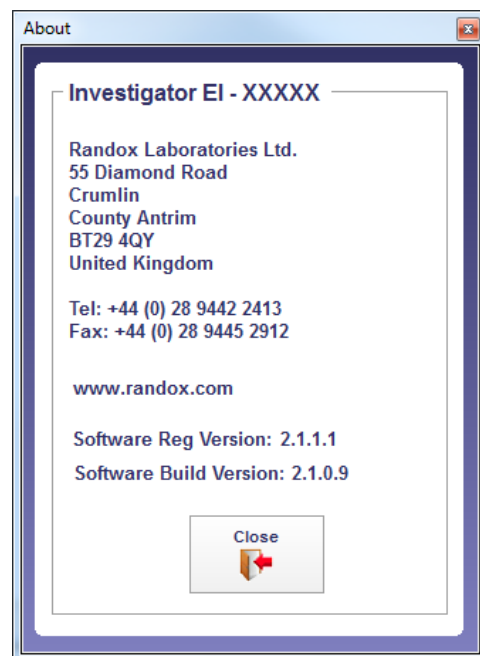 About
Investigator EI - XXXXX
Randox Laboratories Ltd.
55 Diamond Road
Crumlin
County Antrim
BT29 4QY
United Kingdom
Tel: +44 (0) 28 9442 2413
Fax: +44 (0) 28 9445 2912
www.randox.com
Software Reg Version: 2.1.1.1
Software Build Version: 2.1.0.9
Close